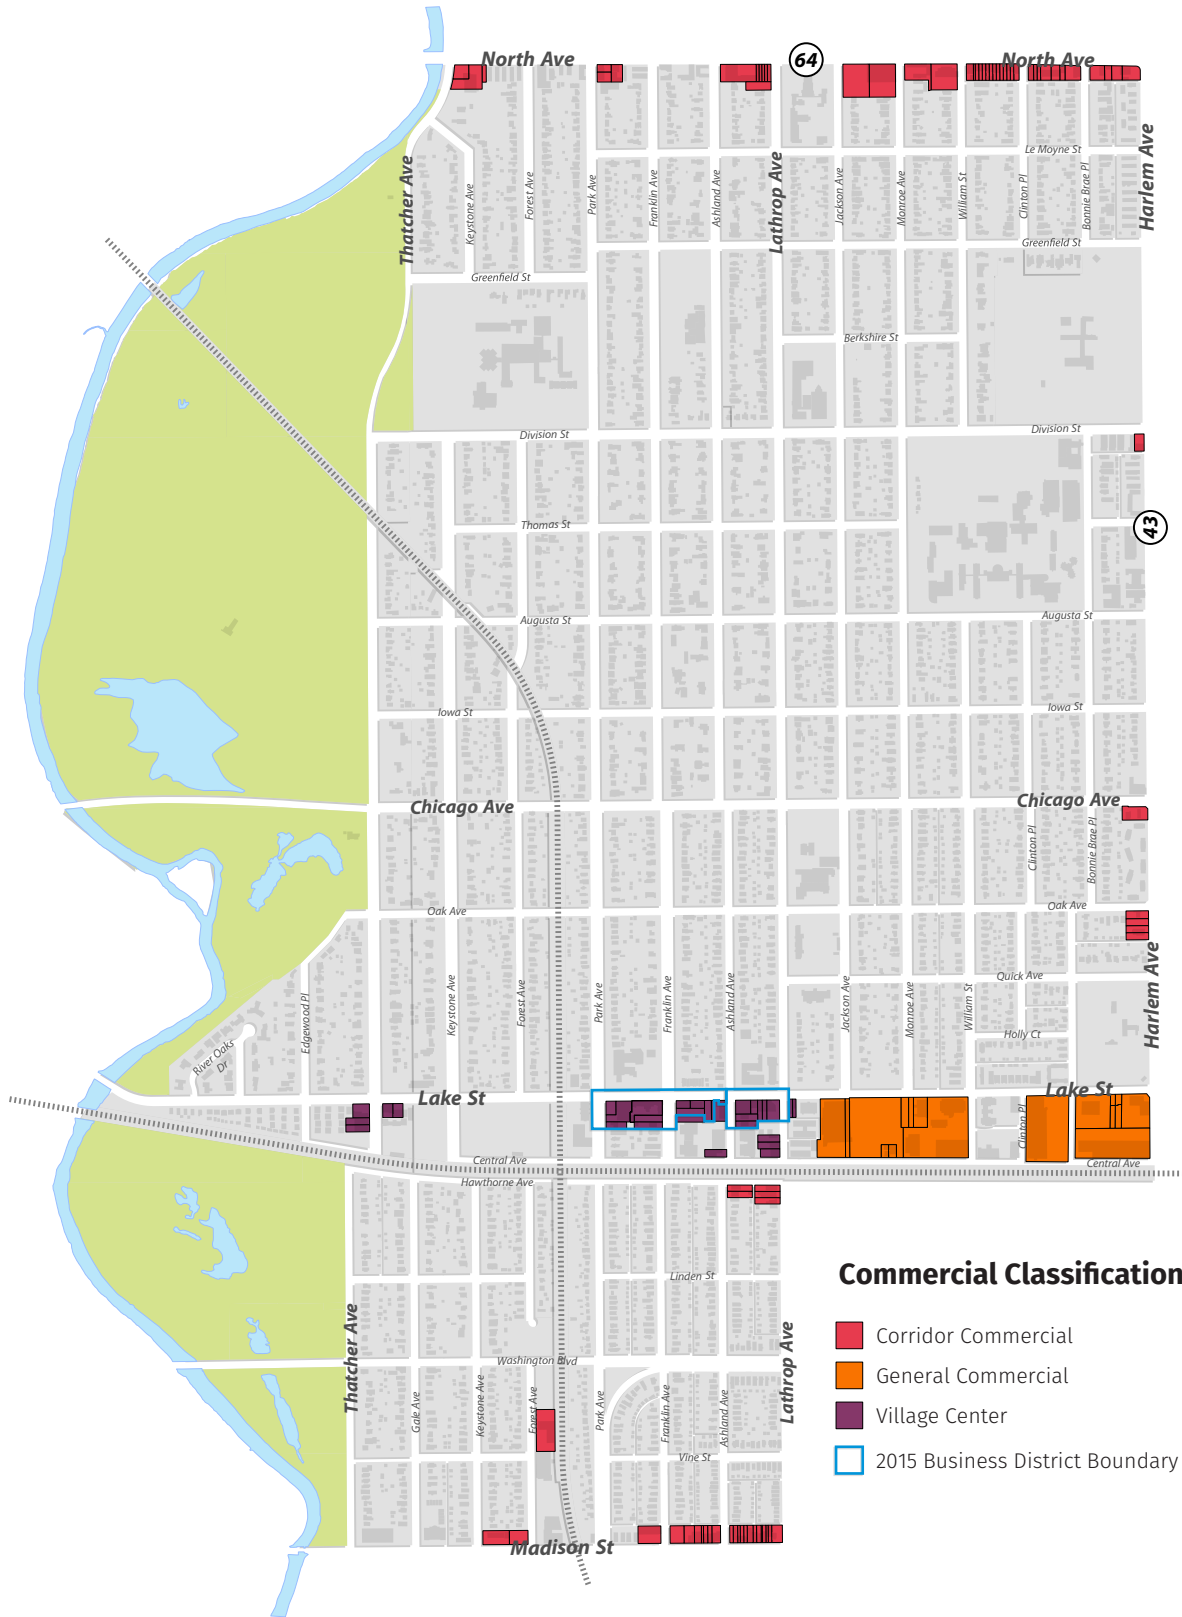 North Ave
64
North Ave
Le Moyne St
Thatcher Ave
Keystone Ave
Forest Ave
Park Ave
Franklin Ave
Ashland Ave
Lathrop Ave
Jackson Ave
Monroe Ave
William St
Clinton Pl
Bonnie Brae Pl
Harlem Ave
Greenfield St
Greenfield St
Berkshire St
Division St
Division St
43
Thomas St
Augusta St
Augusta St
Iowa St
Iowa St
Chicago Ave
Chicago Ave
Clinton Pl
Bonnie Brae Pl
Oak Ave
Oak Ave
Quick Ave
Edgewood Pl
Keystone Ave
Forest Ave
Park Ave
Franklin Ave
Ashland Ave
Jackson Ave
Monroe Ave
William St
Harlem Ave
Holly Ct
River Oaks
Dr
Lake St
Lake St
Clinton Pl
Central Ave
Central Ave
Hawthorne Ave
Linden St
Thatcher Ave
Lathrop Ave
Washington Blvd
Gale Ave
Keystone Ave
Forest Ave
Park Ave
Franklin Ave
Ashland Ave
Vine St
Madison St
Commercial Classification
Corridor Commercial
General Commercial
Village Center
2015 Business District Boundary